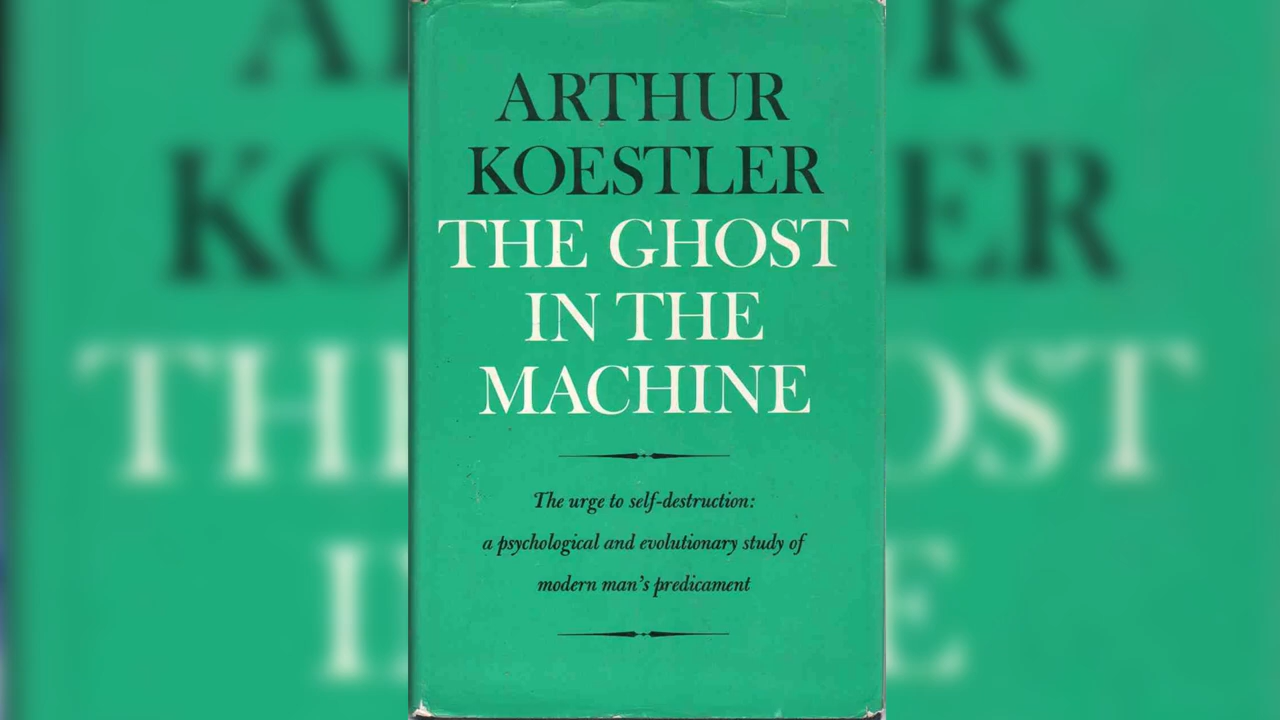 ARTHUR
KOESTLER
THE GHOST
IN THE
MACHINE
The urge to self-destruction:
a psychological and evolutionary study of
modern man's predicament